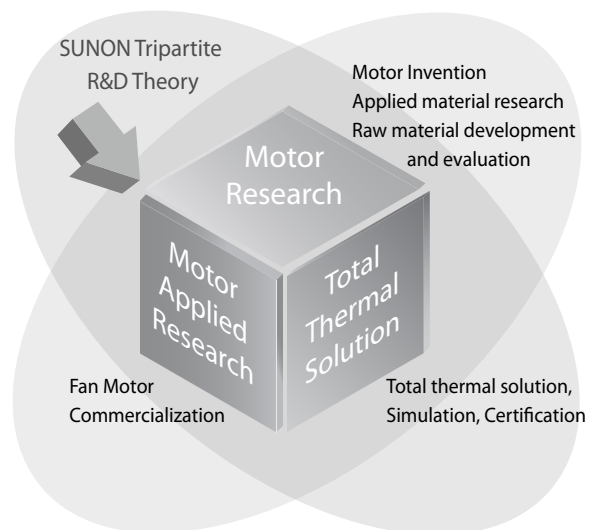 SUNON Tripartite
R&D Theory
Motor Invention
Applied material research
Raw material development
and evaluation
Motor
Research
Motor
Applied
Research
Total
Thermal
Solution
Fan Motor
Commercialization
Total thermal solution,
Simulation, Certification